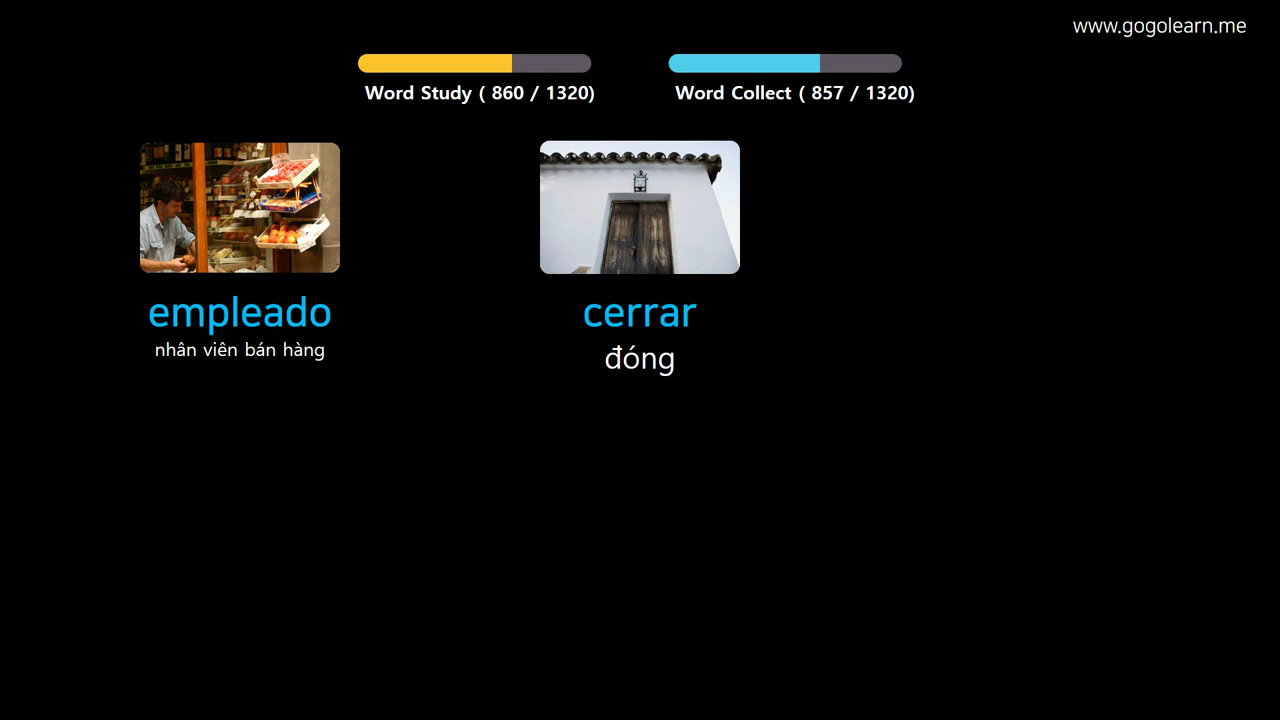 www.gogolearn.me
Word Study ( 860 / 1320)
Word Collect ( 857 / 1320)
empleado
nhân viên bán hàng
cerrar
đóng